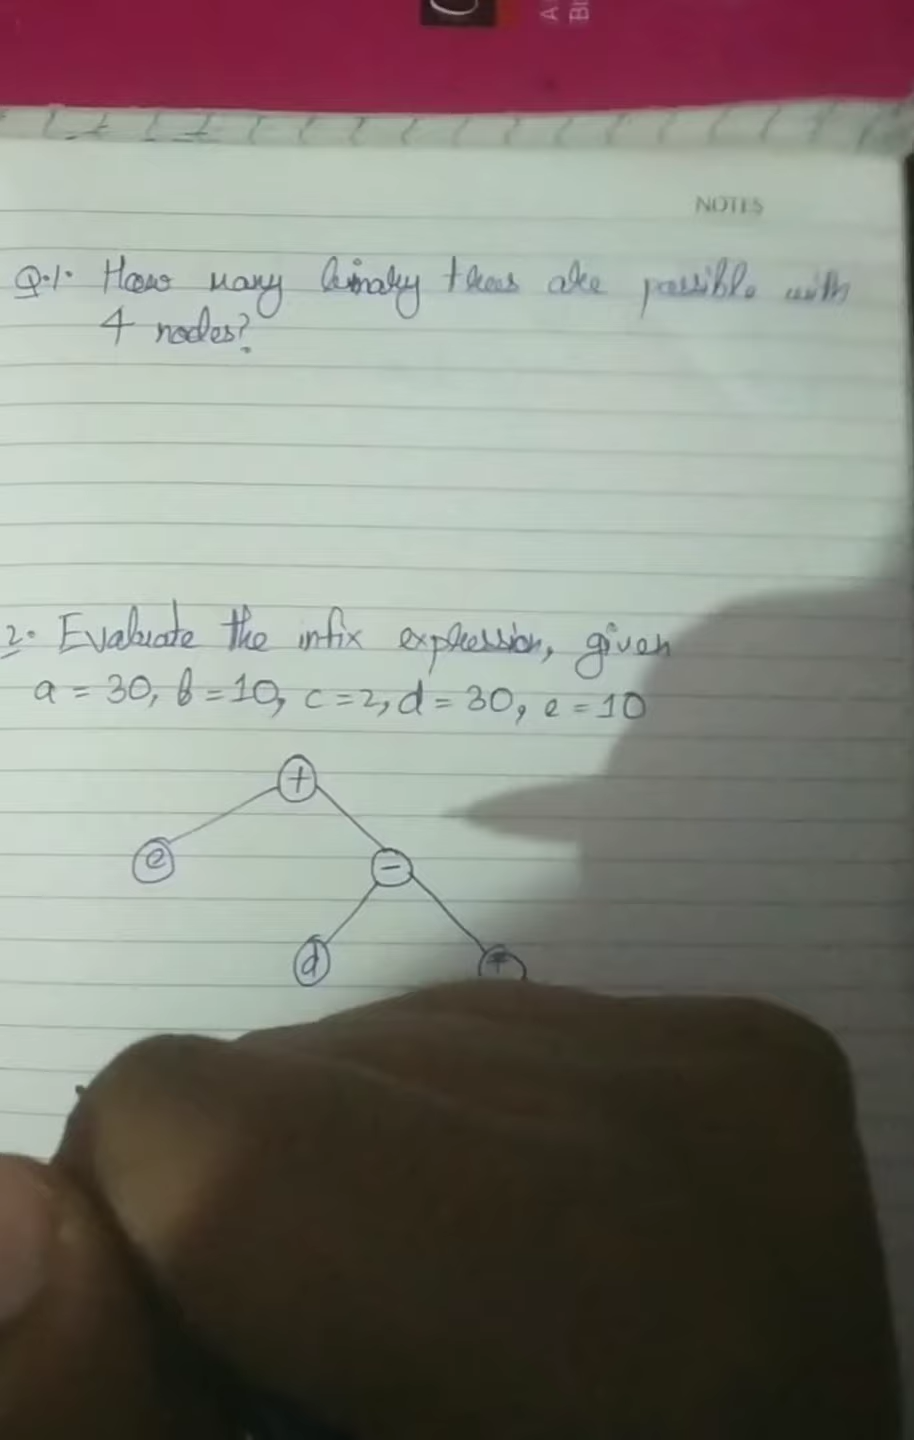 NOTES
Q.1. How many binary trees are possible with
4 nodes?
2. Evaluate the infix expression, given
a = 30, b = 10, c = 2, d = 30, e = 10
+
e
-
d